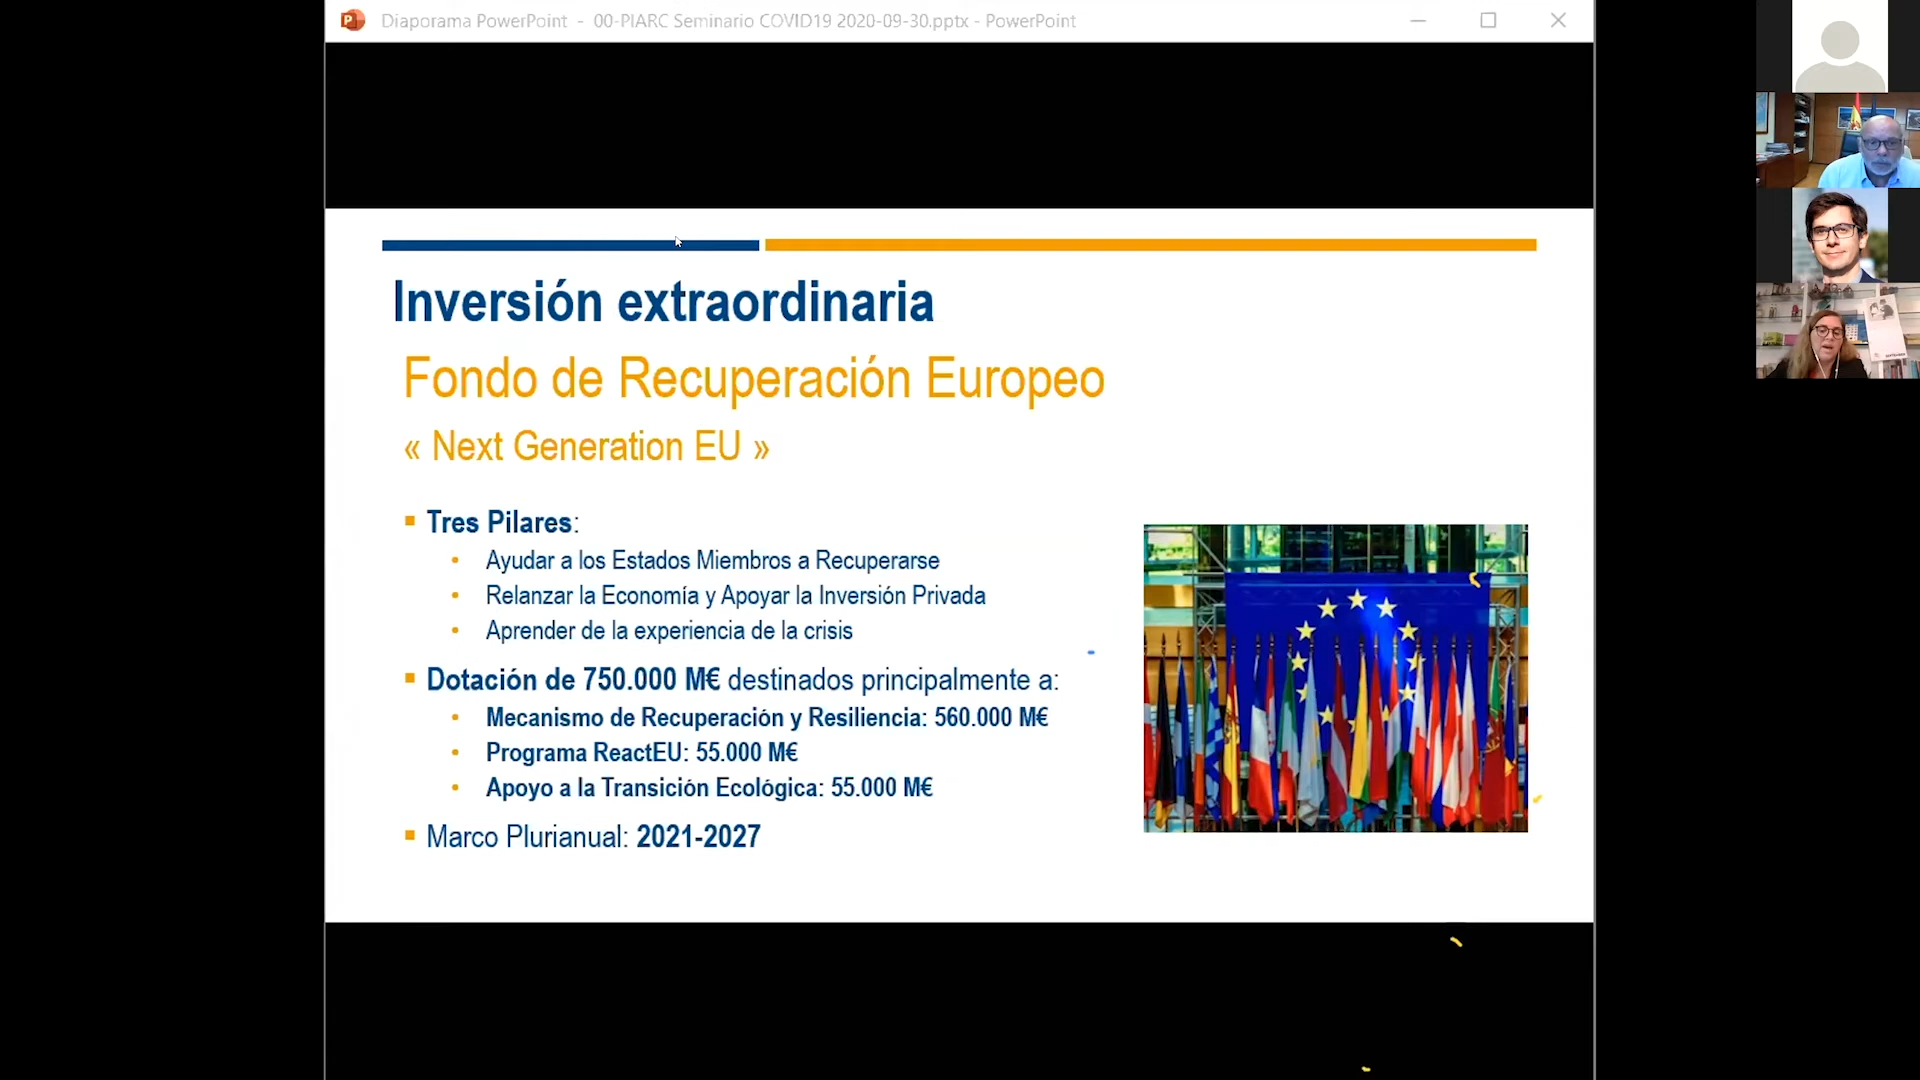 Diaporama PowerPoint - 00-PIARC Seminario COVID19 2020-09-30.pptx - PowerPoint
Inversión extraordinaria
Fondo de Recuperación Europeo
« Next Generation EU »
Tres Pilares:
Ayudar a los Estados Miembros a Recuperarse
Relanzar la Economía y Apoyar la Inversión Privada
Aprender de la experiencia de la crisis
Dotación de 750.000 M€ destinados principalmente a:
Mecanismo de Recuperación y Resiliencia: 560.000 M€
Programa ReactEU: 55.000 M€
Apoyo a la Transición Ecológica: 55.000 M€
Marco Plurianual: 2021-2027